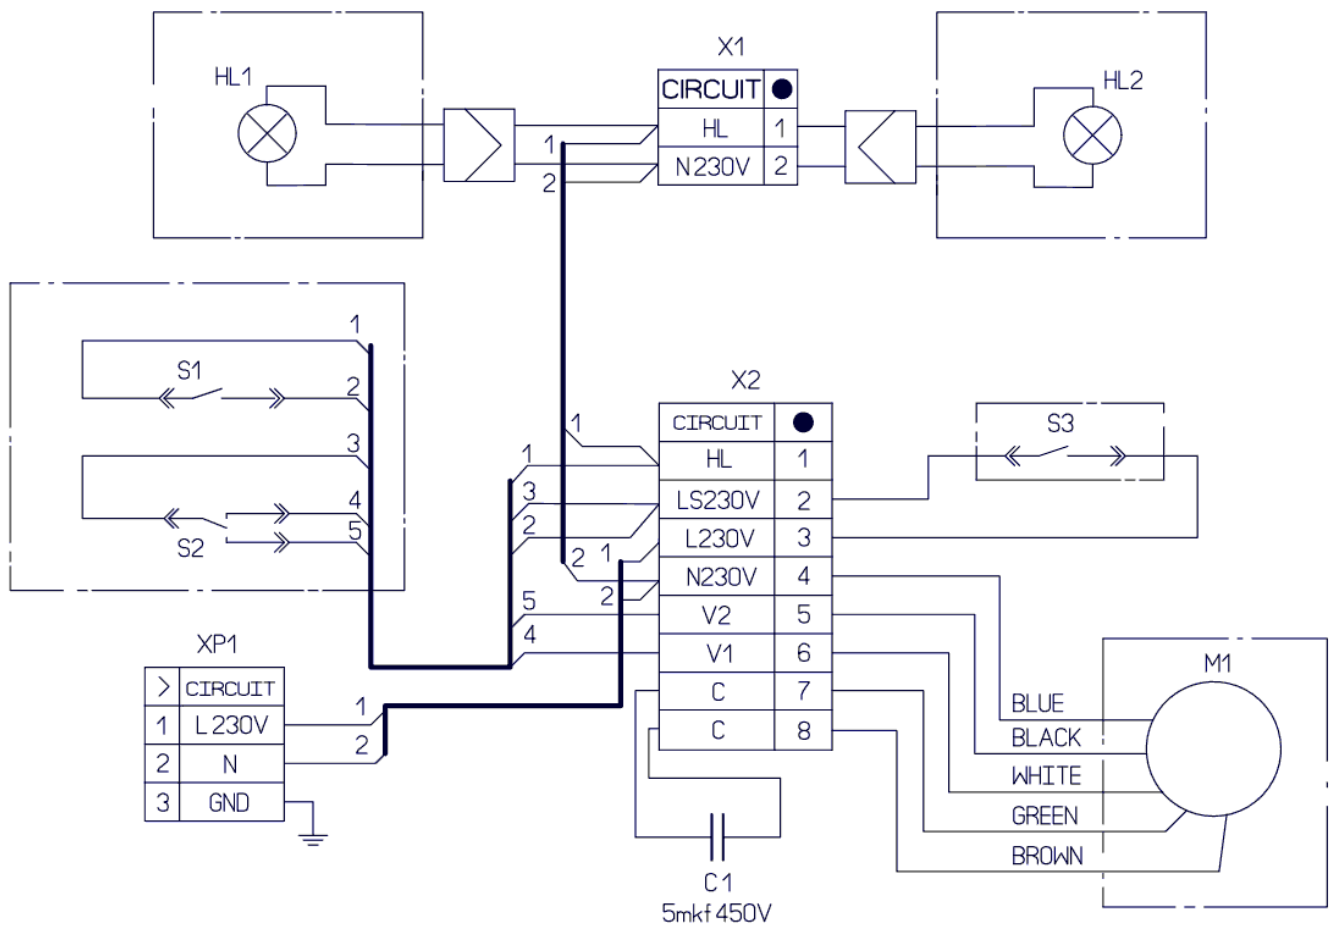 X1
HL1
CIRCUIT
HL2
HL 1
1
N230V 2
2
1
S1
2
X2
CIRCUIT
1
S3
3
1
HL 1
4
3
LS230V 2
5
2
S2
L230V 3
1
2
N230V 4
2
5
V2 5
XP1
4
V1 6
M1
> CIRCUIT
C 7
BLUE
1 L230V
1
C 8
BLACK
2 N
2
WHITE
3 GND
GREEN
BROWN
C1
5mkf 450V